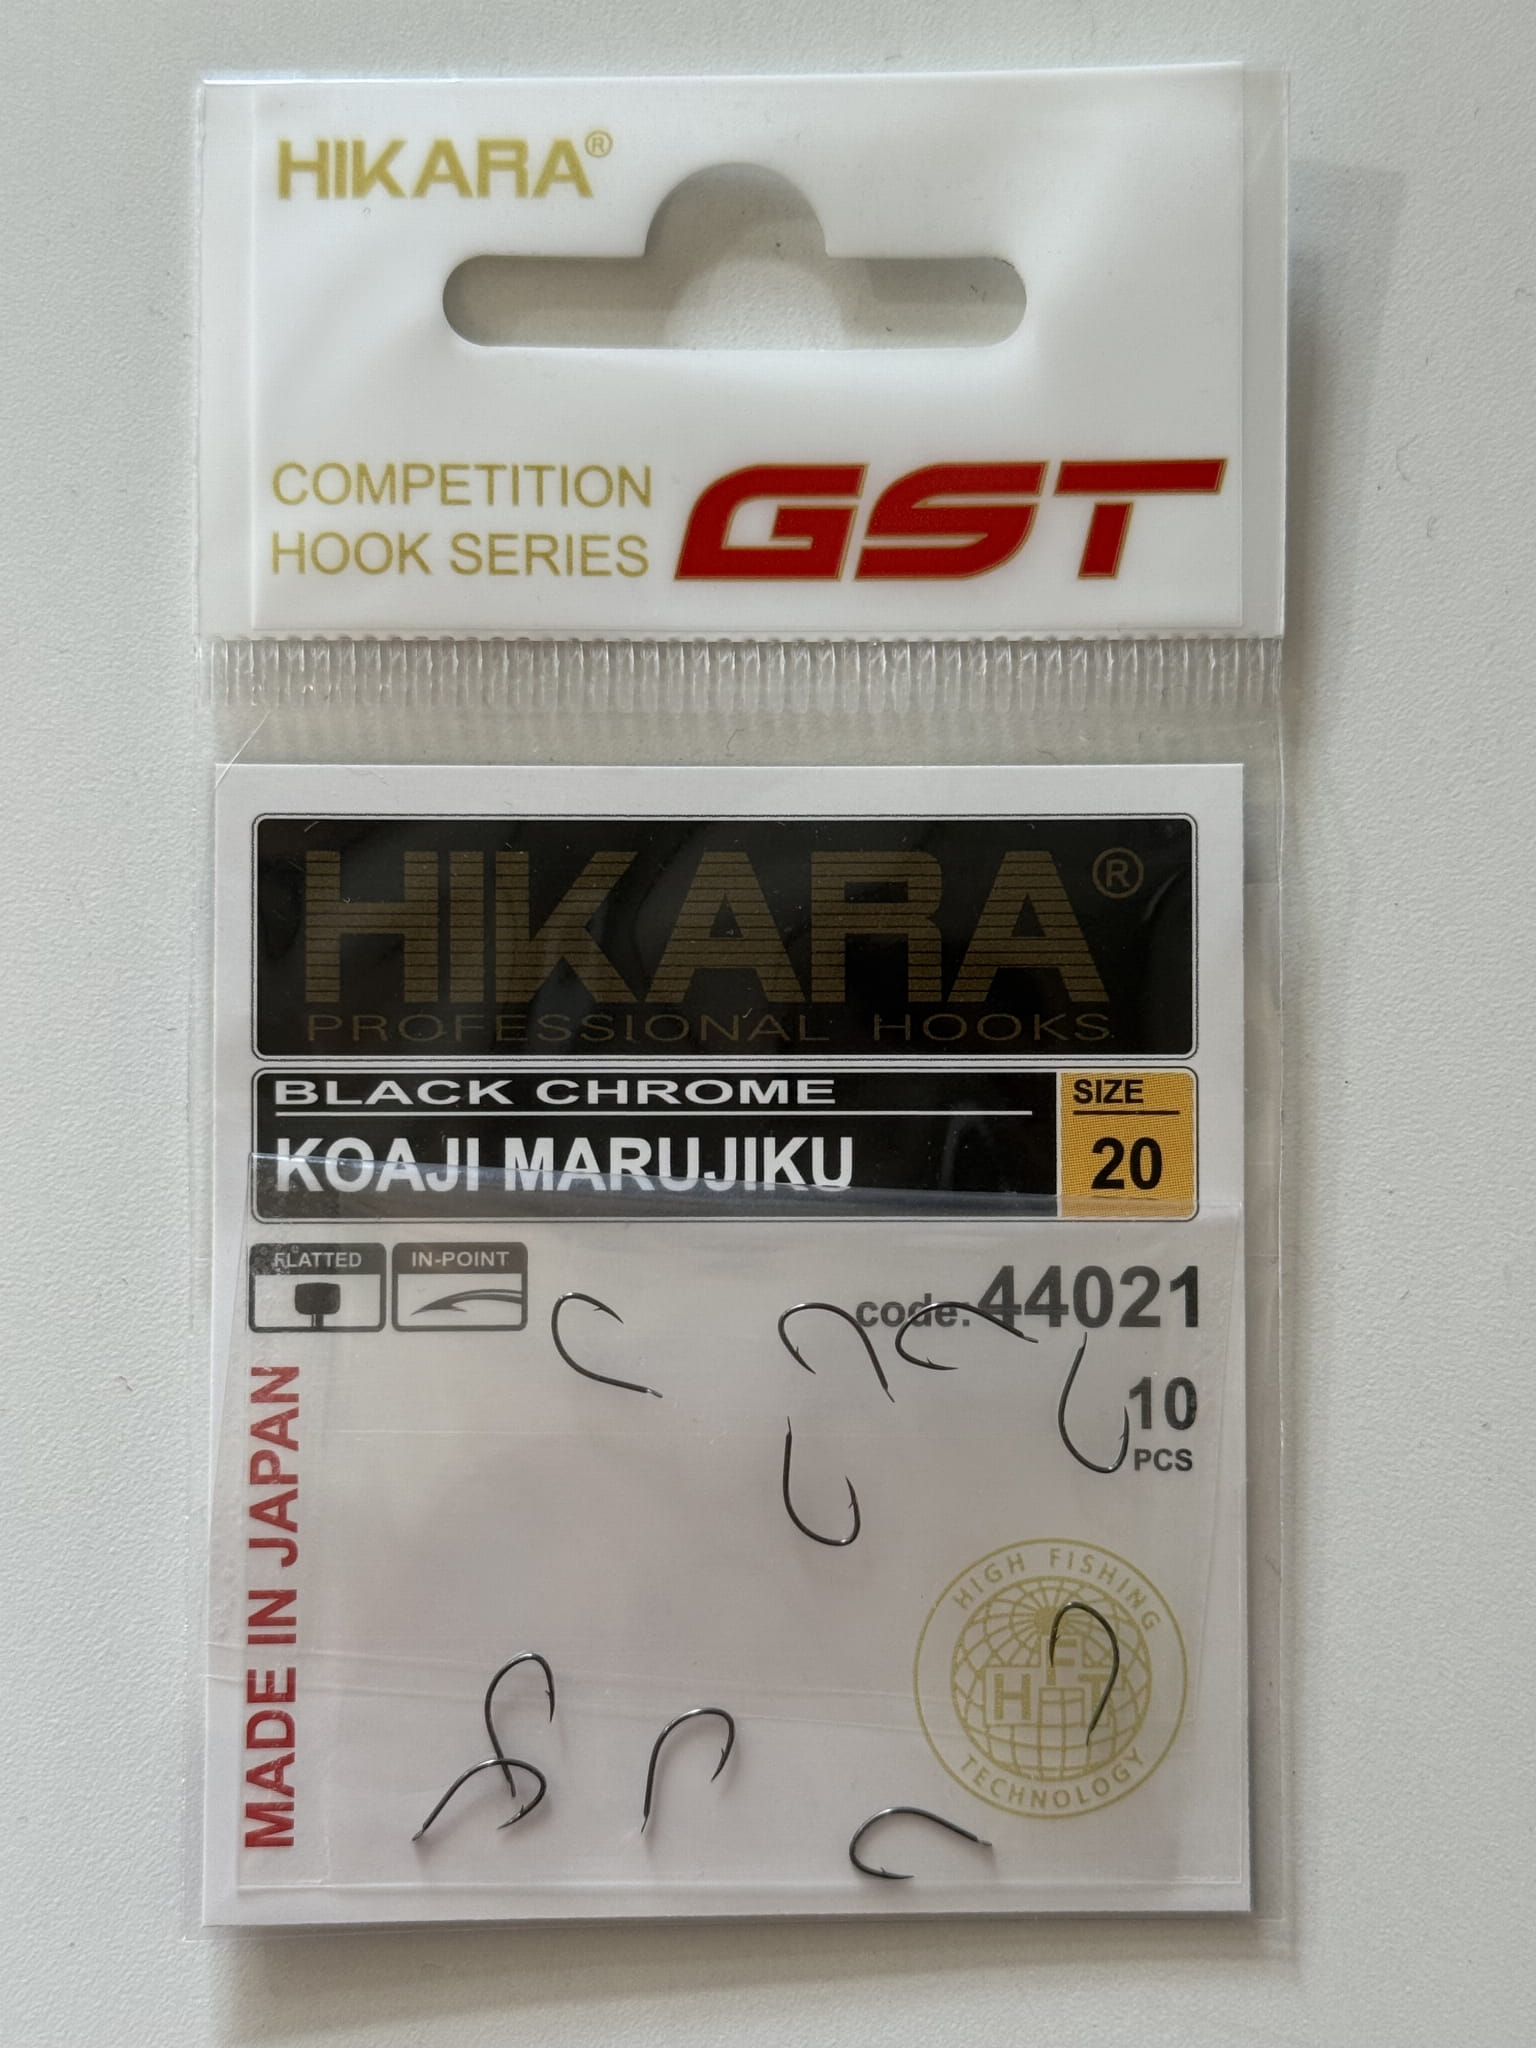 HIKARA®
COMPETITION
HOOK SERIES
GST
HIKARA®
PROFESSIONAL HOOKS
BLACK CHROME
KOAJI MARUJIKU
SIZE
20
FLATTED
IN-POINT
code: 44021
10
PCS
MADE IN JAPAN
HIGH FISHING
HFT
TECHNOLOGY